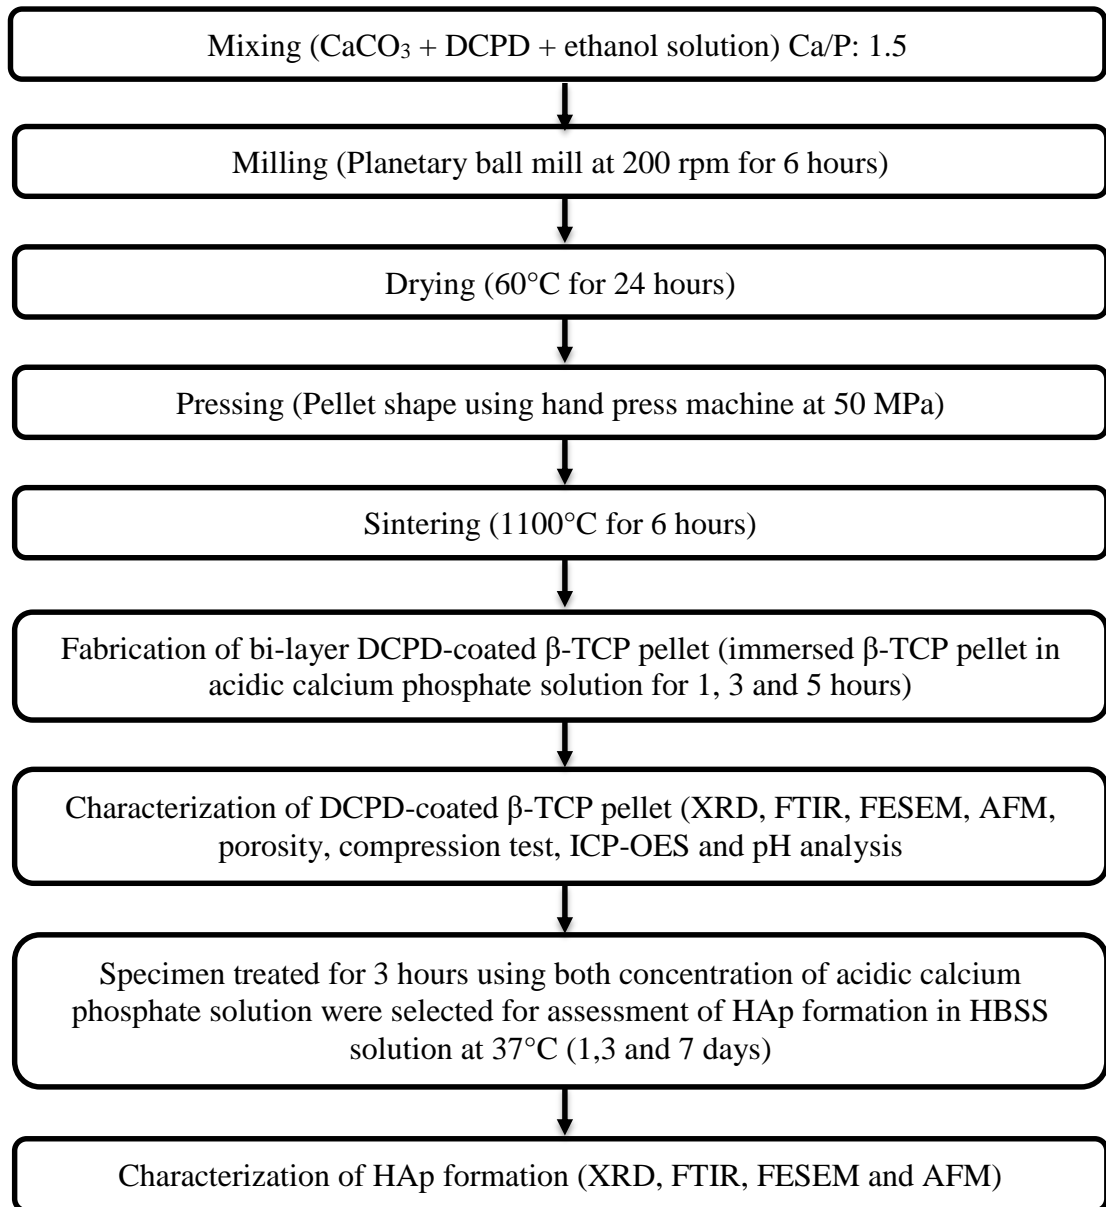 Mixing (CaCO₃ + DCPD + ethanol solution) Ca/P: 1.5
Milling (Planetary ball mill at 200 rpm for 6 hours)
Drying (60°C for 24 hours)
Pressing (Pellet shape using hand press machine at 50 MPa)
Sintering (1100°C for 6 hours)
Fabrication of bi-layer DCPD-coated β-TCP pellet (immersed β-TCP pellet in
acidic calcium phosphate solution for 1, 3 and 5 hours)
Characterization of DCPD-coated β-TCP pellet (XRD, FTIR, FESEM, AFM,
porosity, compression test, ICP-OES and pH analysis
Specimen treated for 3 hours using both concentration of acidic calcium
phosphate solution were selected for assessment of HAp formation in HBSS
solution at 37°C (1,3 and 7 days)
Characterization of HAp formation (XRD, FTIR, FESEM and AFM)